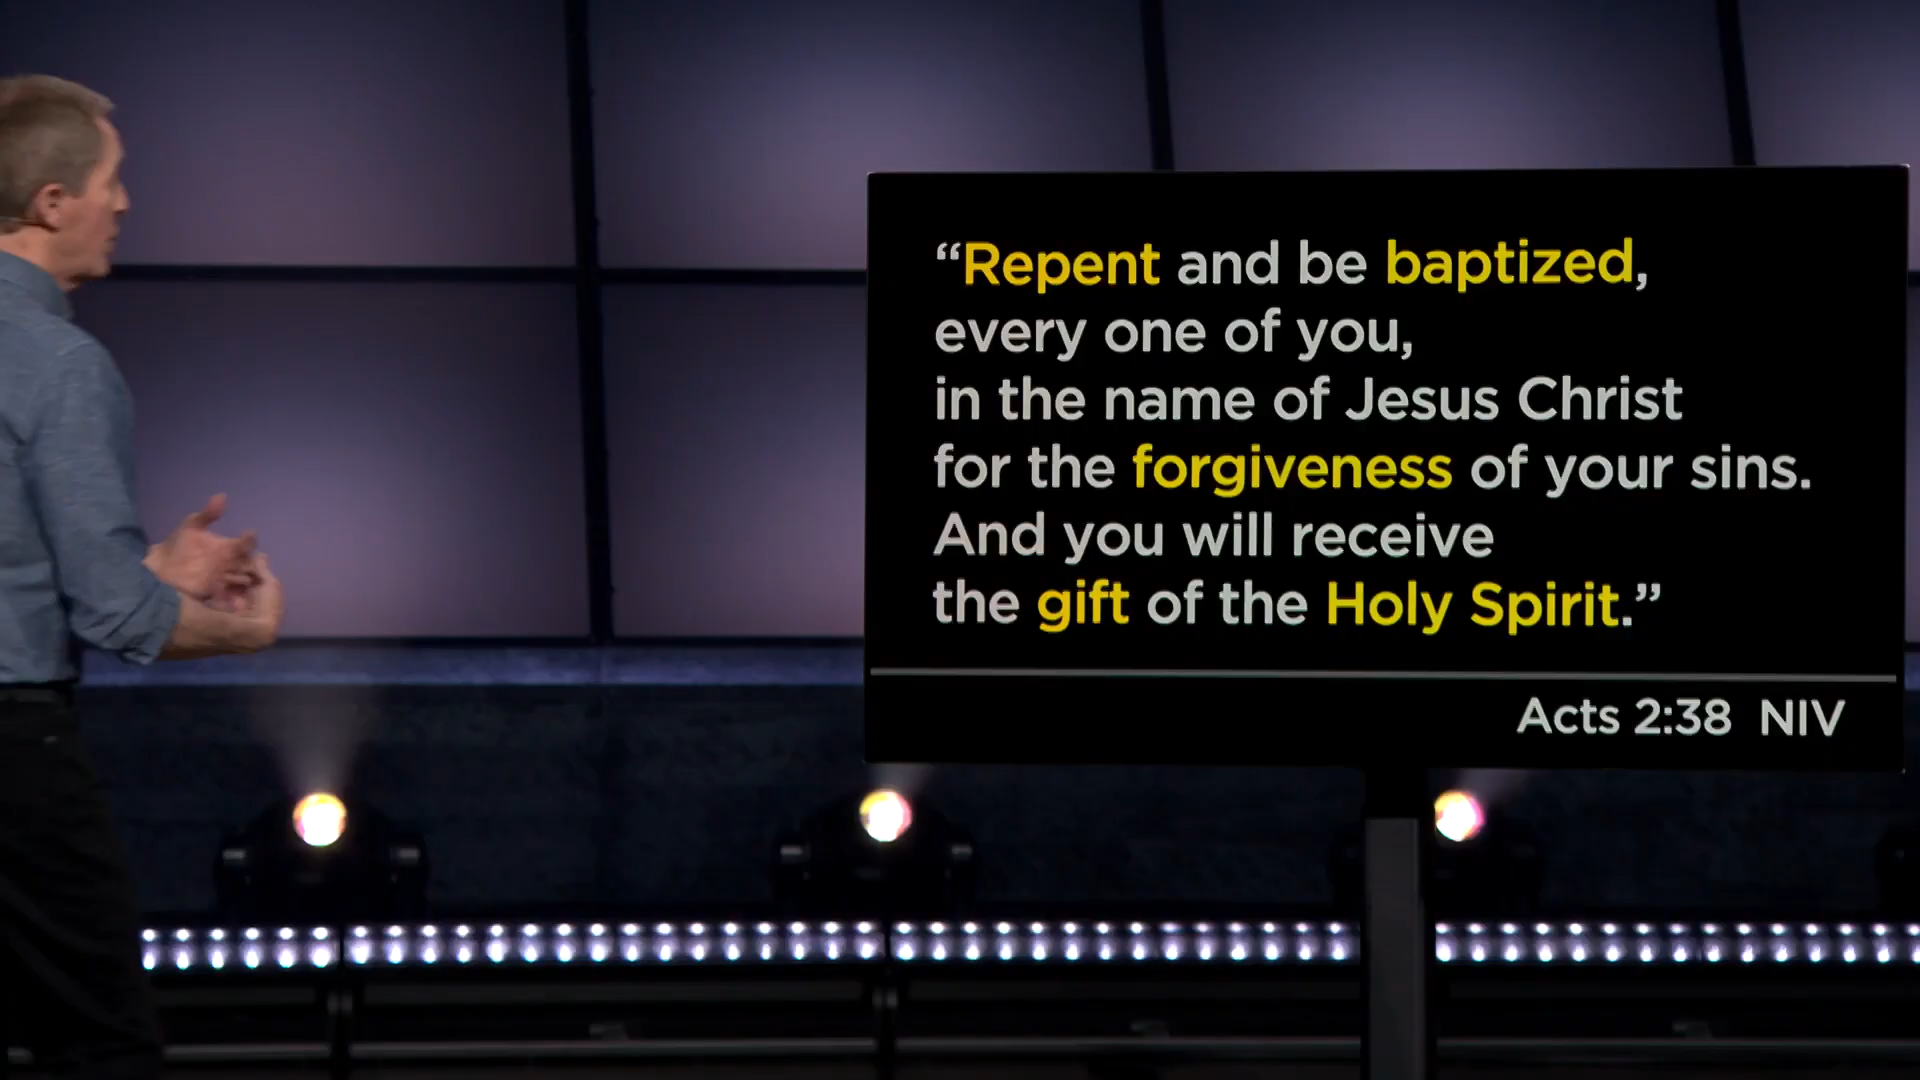 “Repent and be baptized,
every one of you,
in the name of Jesus Christ
for the forgiveness of your sins.
And you will receive
the gift of the Holy Spirit.”
Acts 2:38 NIV